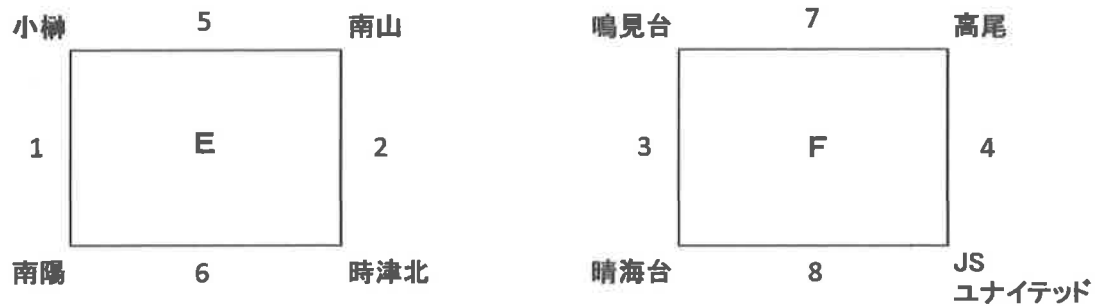 小榊 5 南山
1 E 2
南陽 6 時津北
鳴見台 7 高尾
3 F 4
晴海台 8 JS
ユナイテッド